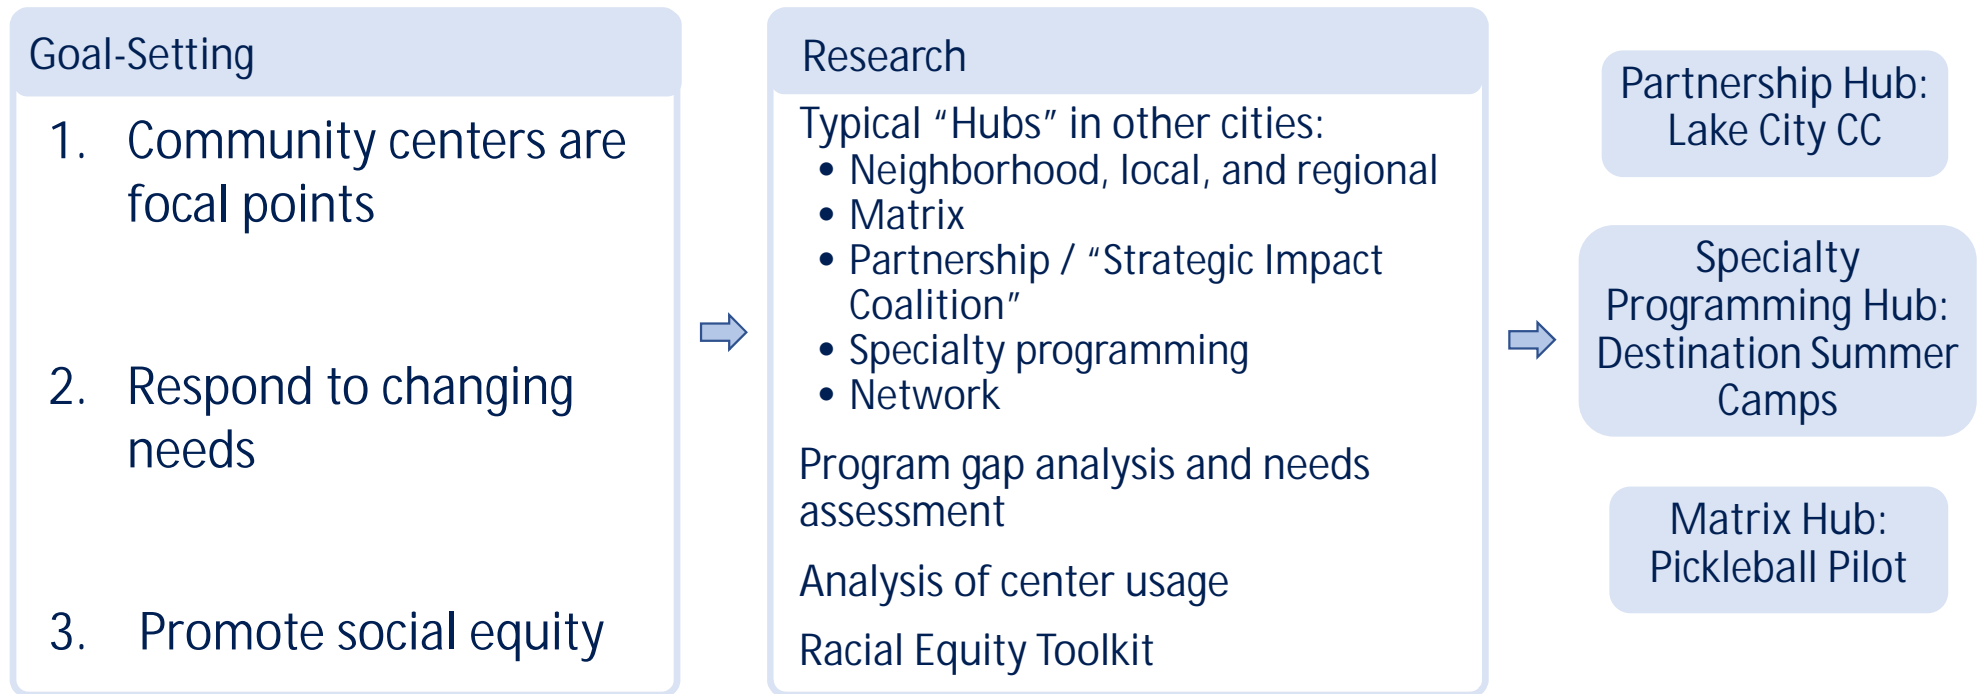 Goal-Setting
1. Community centers are
focal points
2. Respond to changing
needs
3. Promote social equity
Research
Typical “Hubs” in other cities:
• Neighborhood, local, and regional
• Matrix
• Partnership / “Strategic Impact
Coalition”
• Specialty programming
• Network
Program gap analysis and needs
assessment
Analysis of center usage
Racial Equity Toolkit
Partnership Hub:
Lake City CC
Specialty
Programming Hub:
Destination Summer
Camps
Matrix Hub:
Pickleball Pilot